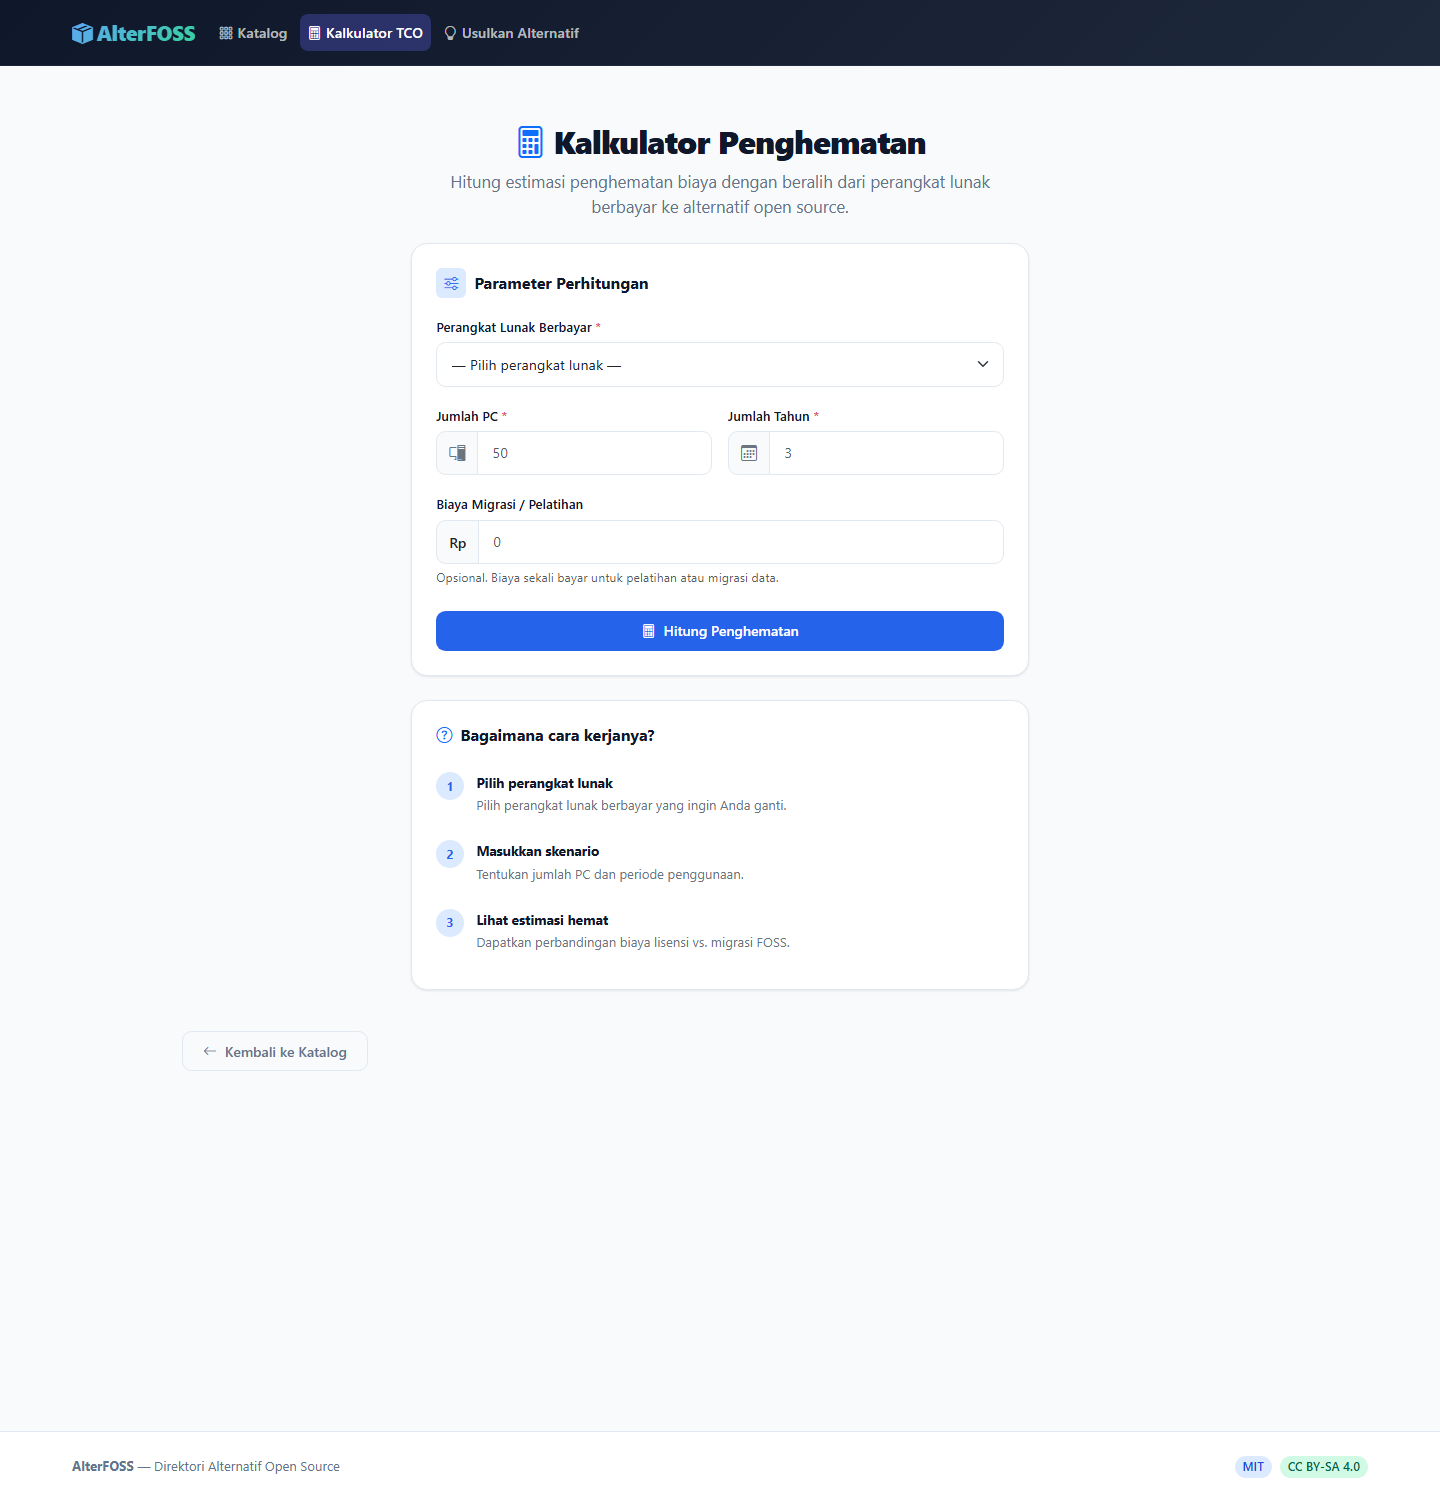 AlterFOSS
Katalog
Kalkulator TCO
Usulkan Alternatif
Kalkulator Penghematan
Hitung estimasi penghematan biaya dengan beralih dari perangkat lunak
berbayar ke alternatif open source.
Parameter Perhitungan
Perangkat Lunak Berbayar *
— Pilih perangkat lunak —
Jumlah PC *
Jumlah Tahun *
50
3
Biaya Migrasi / Pelatihan
Rp
0
Opsional. Biaya sekali bayar untuk pelatihan atau migrasi data.
Hitung Penghematan
? Bagaimana cara kerjanya?
1 Pilih perangkat lunak
Pilih perangkat lunak berbayar yang ingin Anda ganti.
2 Masukkan skenario
Tentukan jumlah PC dan periode penggunaan.
3 Lihat estimasi hemat
Dapatkan perbandingan biaya lisensi vs. migrasi FOSS.
Kembali ke Katalog
AlterFOSS — Direktori Alternatif Open Source
MIT
CC BY-SA 4.0